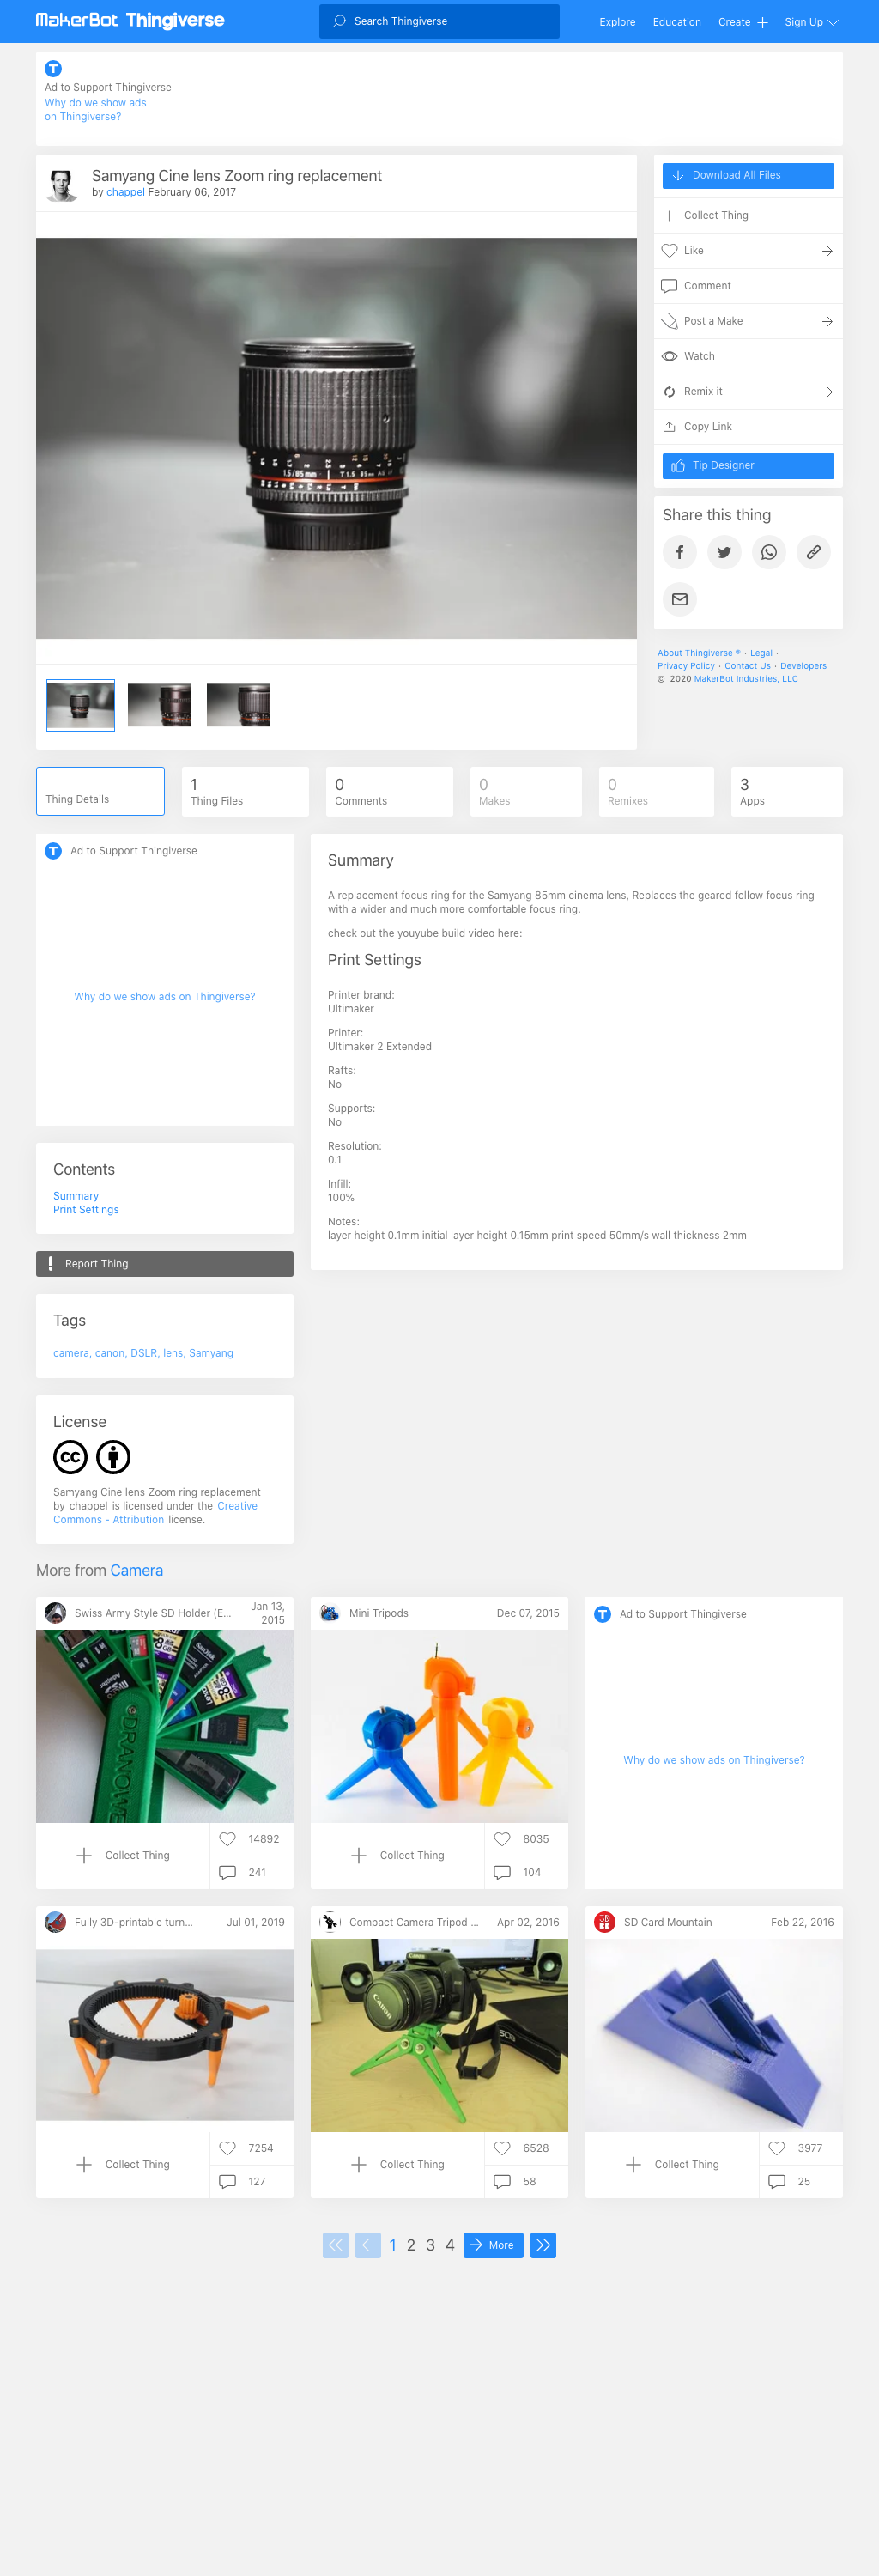 MakerBot Thingiverse
Search Thingiverse
Explore
Education
Create
Sign Up
Ad to Support Thingiverse
Why do we show ads
on Thingiverse?
Samyang Cine lens Zoom ring replacement
by chappel February 06, 2017
Download All Files
Collect Thing
Like
Comment
Post a Make
Watch
Remix it
Copy Link
Tip Designer
1.5/85mm
T 1.5 85mm
Share this thing
About Thingiverse ® · Legal ·
Privacy Policy · Contact Us · Developers
© 2020 MakerBot Industries, LLC
Thing Details
1
Thing Files
0
Comments
0
Makes
0
Remixes
3
Apps
Ad to Support Thingiverse
Why do we show ads on Thingiverse?
Summary
A replacement focus ring for the Samyang 85mm cinema lens, Replaces the geared follow focus ring
with a wider and much more comfortable focus ring.
check out the youyube build video here:
Print Settings
Printer brand:
Ultimaker
Printer:
Ultimaker 2 Extended
Rafts:
No
Supports:
No
Resolution:
0.1
Infill:
100%
Notes:
layer height 0.1mm initial layer height 0.15mm print speed 50mm/s wall thickness 2mm
Contents
Summary
Print Settings
Report Thing
Tags
camera, canon, DSLR, lens, Samyang
License
cc
Samyang Cine lens Zoom ring replacement
by chappel is licensed under the Creative
Commons - Attribution license.
More from Camera
Swiss Army Style SD Holder (E...
Jan 13,
2015
SanDisk
Adapter
Lexar
8GB
Collect Thing
14892
241
Mini Tripods
Dec 07, 2015
Collect Thing
8035
104
Ad to Support Thingiverse
Why do we show ads on Thingiverse?
Fully 3D-printable turn...
Jul 01, 2019
Collect Thing
7254
127
Compact Camera Tripod ...
Apr 02, 2016
CANON
Collect Thing
6528
58
SD Card Mountain
Feb 22, 2016
Collect Thing
3977
25
1 2 3 4
More